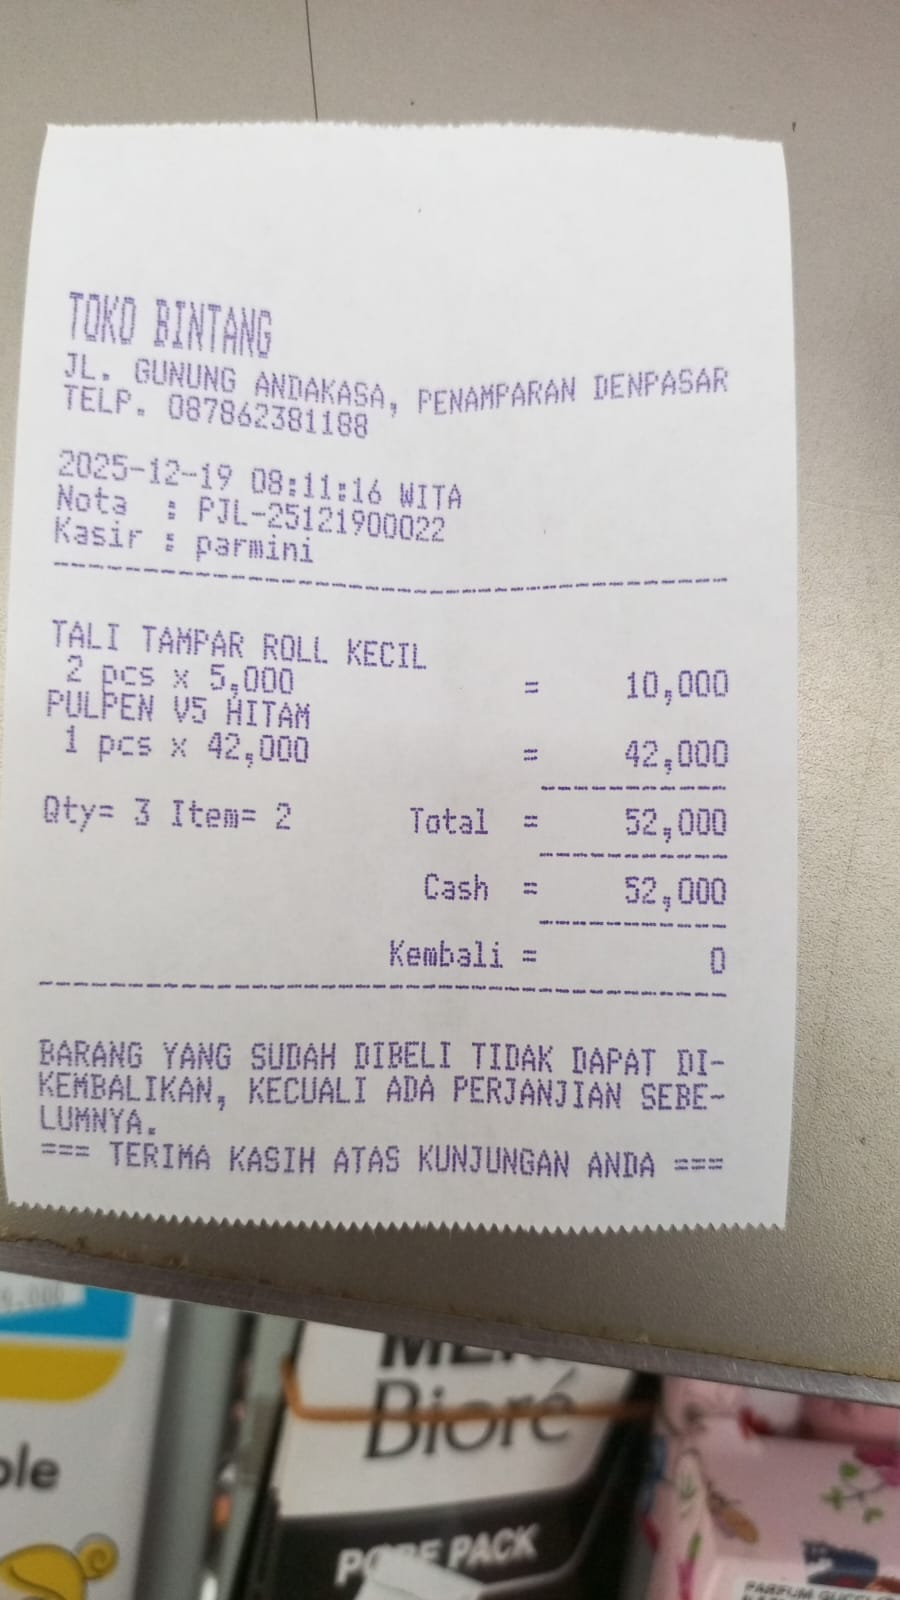 TOKO BINTANG
JL. GUNUNG ANDAKASA, PENAMPARAN DENPASAR
TELP. 087862381188
2025-12-19 08:11:16 WITA
Nota : PJL-25121900022
Kasir : parmini
TALI TAMPAR ROLL KECIL
2 pcs x 5,000 = 10,000
PULPEN V5 HITAM
1 pcs x 42,000 = 42,000
Qty= 3 Item= 2 Total = 52,000
Cash = 52,000
Kembali = 0
BARANG YANG SUDAH DIBELI TIDAK DAPAT DI-
KEMBALIKAN, KECUALI ADA PERJANJIAN SEBE-
LUMNYA.
=== TERIMA KASIH ATAS KUNJUNGAN ANDA ===
Bioré
PORE PACK